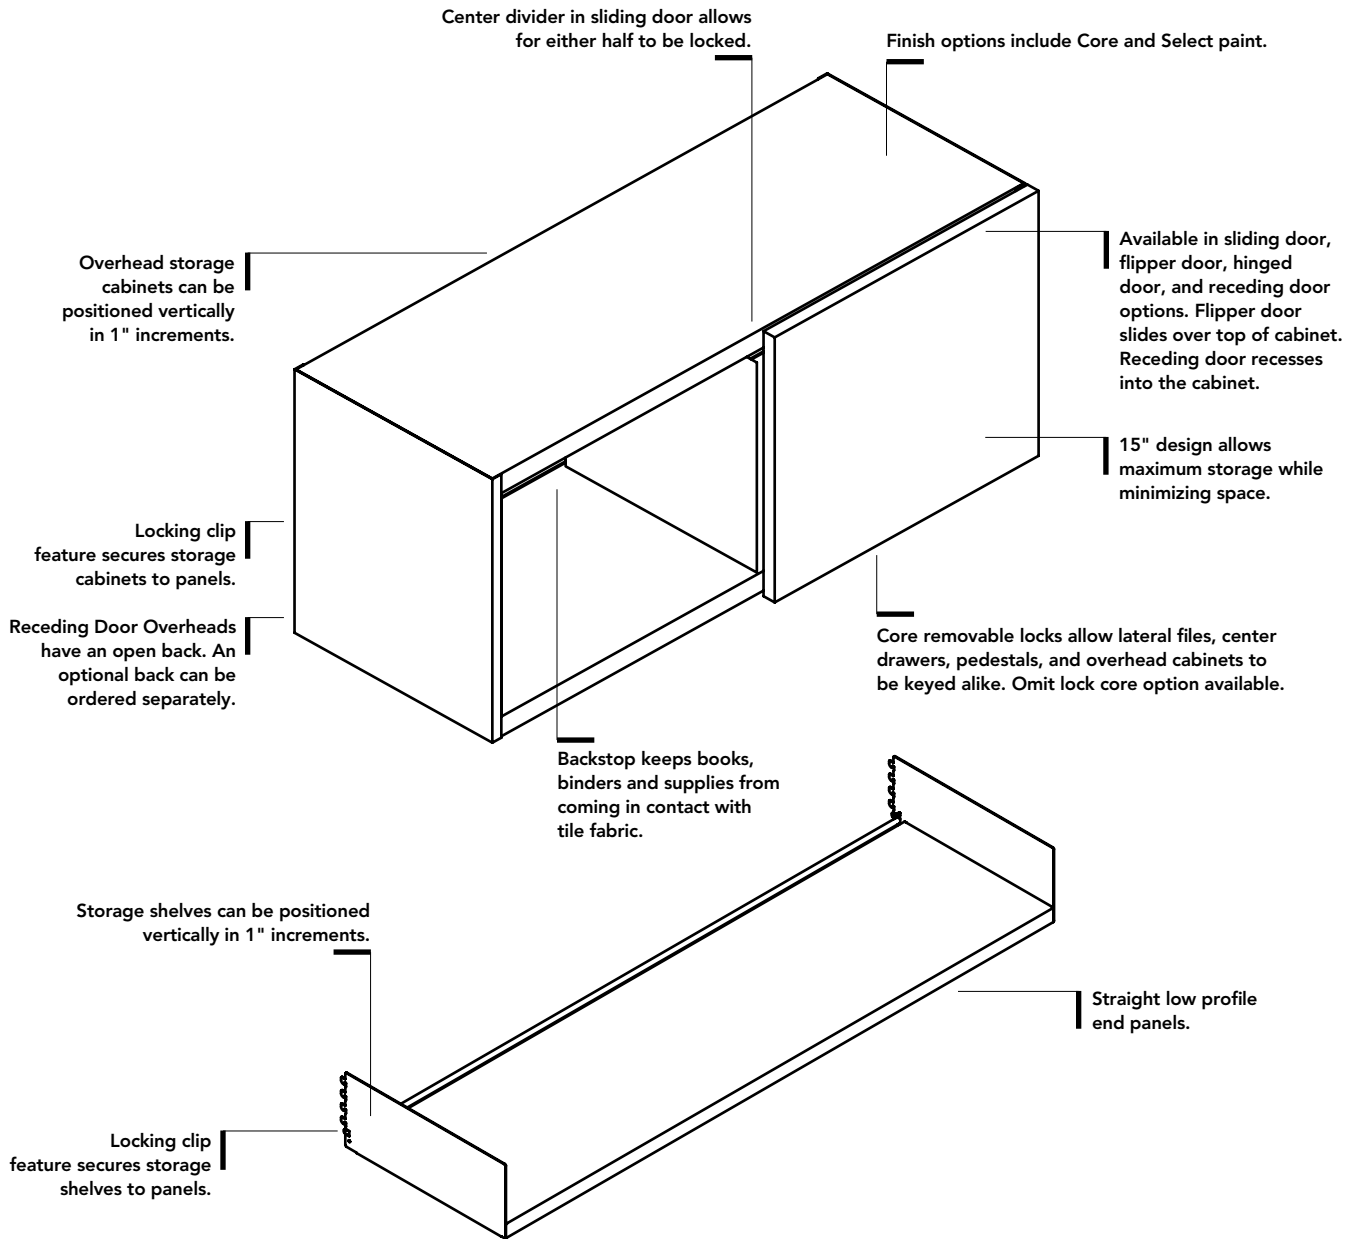 Center divider in sliding door allows
for either half to be locked.
Finish options include Core and Select paint.
Overhead storage
cabinets can be
positioned vertically
in 1" increments.
Available in sliding door,
flipper door, hinged
door, and receding door
options. Flipper door
slides over top of cabinet.
Receding door recesses
into the cabinet.
15" design allows
maximum storage while
minimizing space.
Locking clip
feature secures storage
cabinets to panels.
Receding Door Overheads
have an open back. An
optional back can be
ordered separately.
Core removable locks allow lateral files, center
drawers, pedestals, and overhead cabinets to
be keyed alike. Omit lock core option available.
Backstop keeps books,
binders and supplies from
coming in contact with
tile fabric.
Storage shelves can be positioned
vertically in 1" increments.
Straight low profile
end panels.
Locking clip
feature secures storage
shelves to panels.